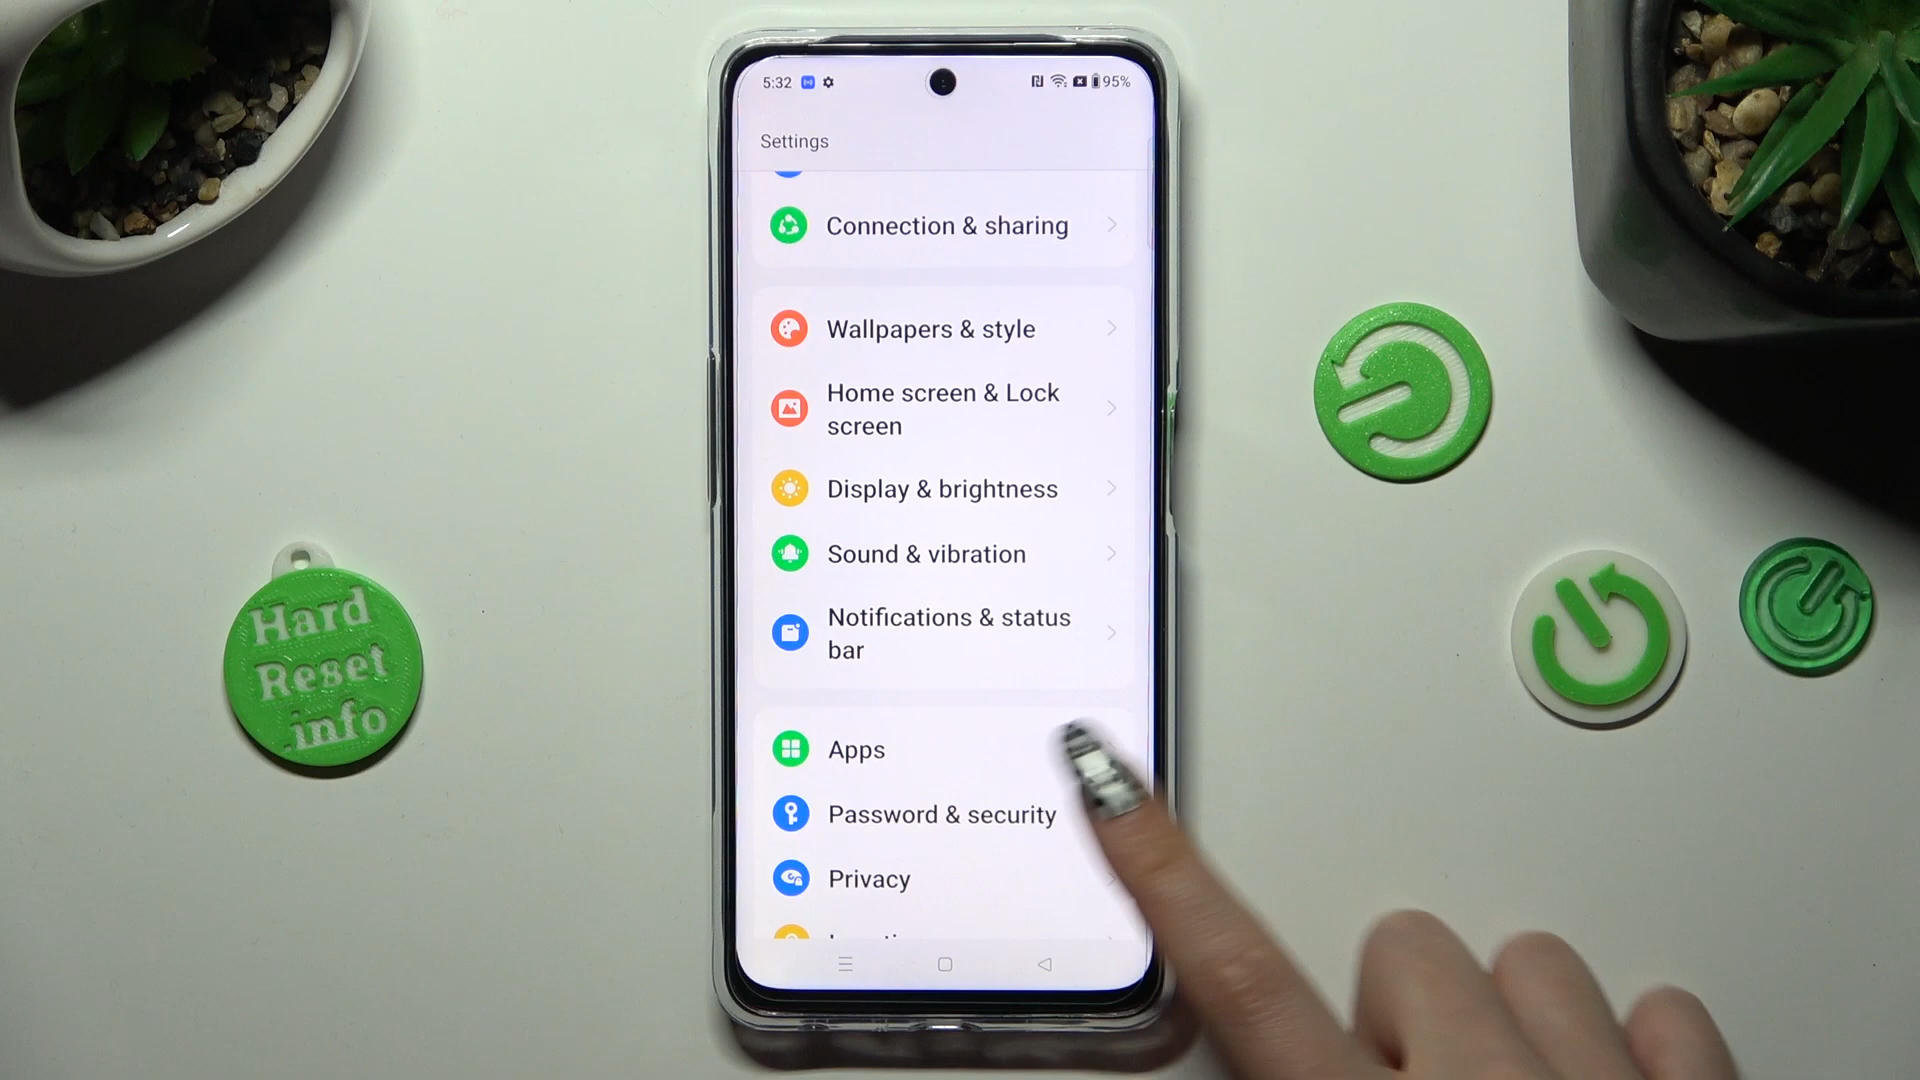 5:32
95%
Settings
Connection & sharing
Wallpapers & style
Home screen & Lock
screen
Display & brightness
Sound & vibration
Notifications & status
bar
Apps
Password & security
Privacy
Hard
Reset
.info